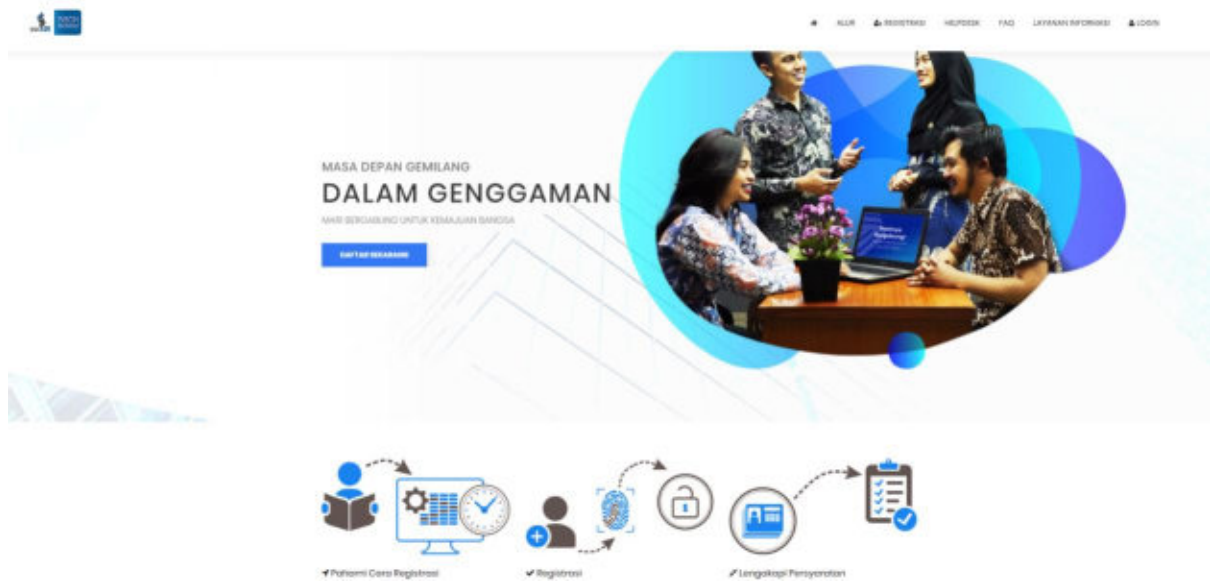 ALUR
REGISTRASI
HELPDESK
FAQ
LAYANAN INFORMASI
LOGIN
MASA DEPAN GEMILANG
DALAM GENGGAMAN
MARI BERGABUNG UNTUK KEMAJUAN BANGSA
DAFTAR SEKARANG
Pahami Cara Registrasi
Registrasi
Lengkapi Persyaratan